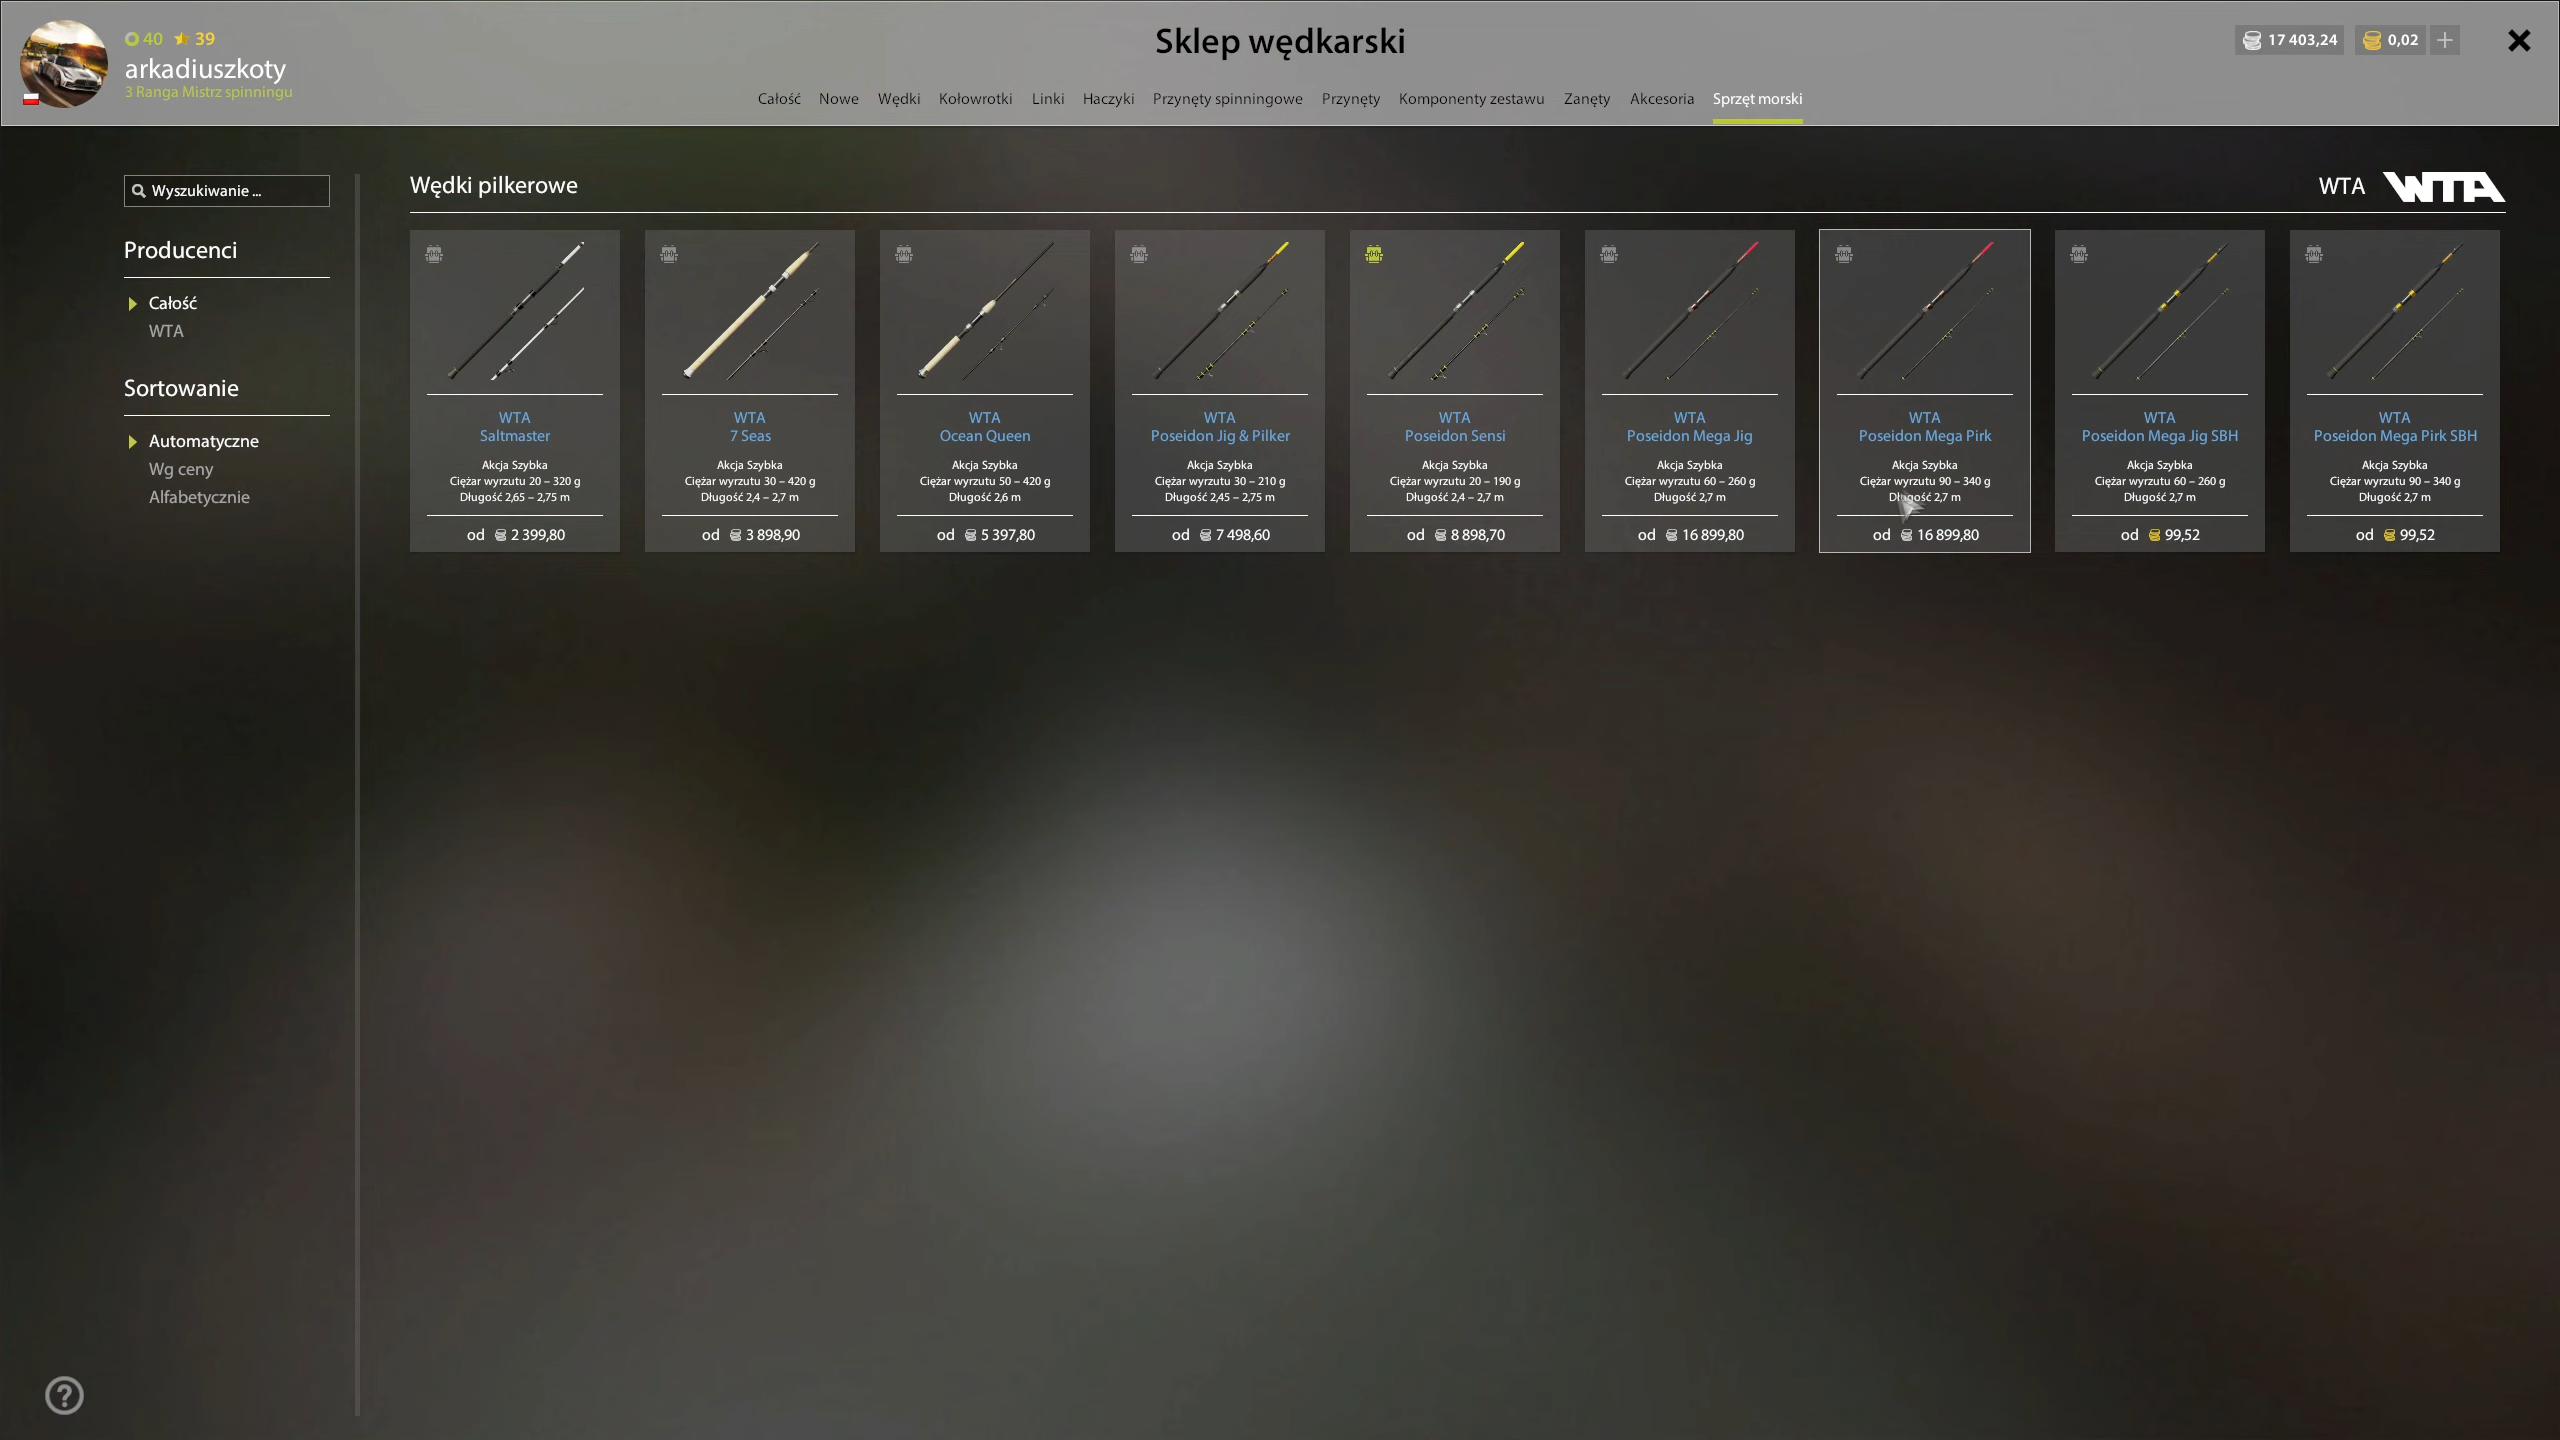 40 39
arkadiuszkoty
3 Ranga Mistrz spinningu
Sklep wędkarski
17 403,24 0,02
Całość Nowe Wędki Kołowrotki Linki Haczyki Przynęty spinningowe Przynęty Komponenty zestawu Zanęty Akcesoria Sprzęt morski
Wyszukiwanie ...
Producenci
Całość
WTA
Sortowanie
Automatyczne
Wg ceny
Alfabetycznie
Wędki pilkerowe
WTA WTA
WTA
Saltmaster
Akcja Szybka
Ciężar wyrzutu 20 – 320 g
Długość 2,65 – 2,75 m
od 2 399,80
WTA
7 Seas
Akcja Szybka
Ciężar wyrzutu 30 – 420 g
Długość 2,4 – 2,7 m
od 3 898,90
WTA
Ocean Queen
Akcja Szybka
Ciężar wyrzutu 50 – 420 g
Długość 2,6 m
od 5 397,80
WTA
Poseidon Jig & Pilker
Akcja Szybka
Ciężar wyrzutu 30 – 210 g
Długość 2,45 – 2,75 m
od 7 498,60
WTA
Poseidon Sensi
Akcja Szybka
Ciężar wyrzutu 20 – 190 g
Długość 2,4 – 2,7 m
od 8 898,70
WTA
Poseidon Mega Jig
Akcja Szybka
Ciężar wyrzutu 60 – 260 g
Długość 2,7 m
od 16 899,80
WTA
Poseidon Mega Pirk
Akcja Szybka
Ciężar wyrzutu 90 – 340 g
Długość 2,7 m
od 16 899,80
WTA
Poseidon Mega Jig SBH
Akcja Szybka
Ciężar wyrzutu 60 – 260 g
Długość 2,7 m
od 99,52
WTA
Poseidon Mega Pirk SBH
Akcja Szybka
Ciężar wyrzutu 90 – 340 g
Długość 2,7 m
od 99,52